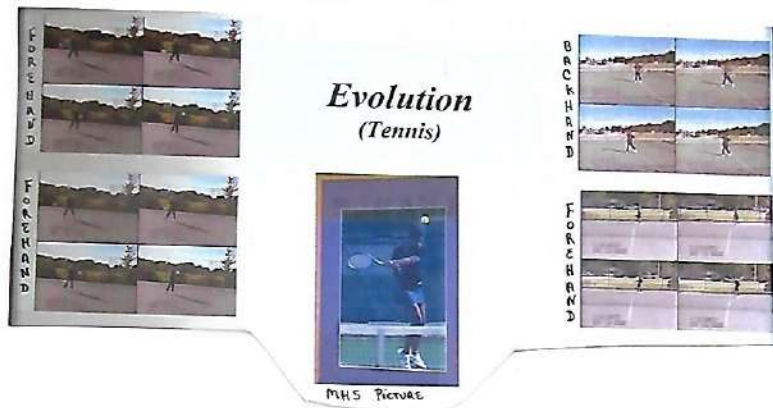 FOREHAND
FOREHAND
Evolution
(Tennis)
MHS PICTURE
BACKHAND
FOREHAND